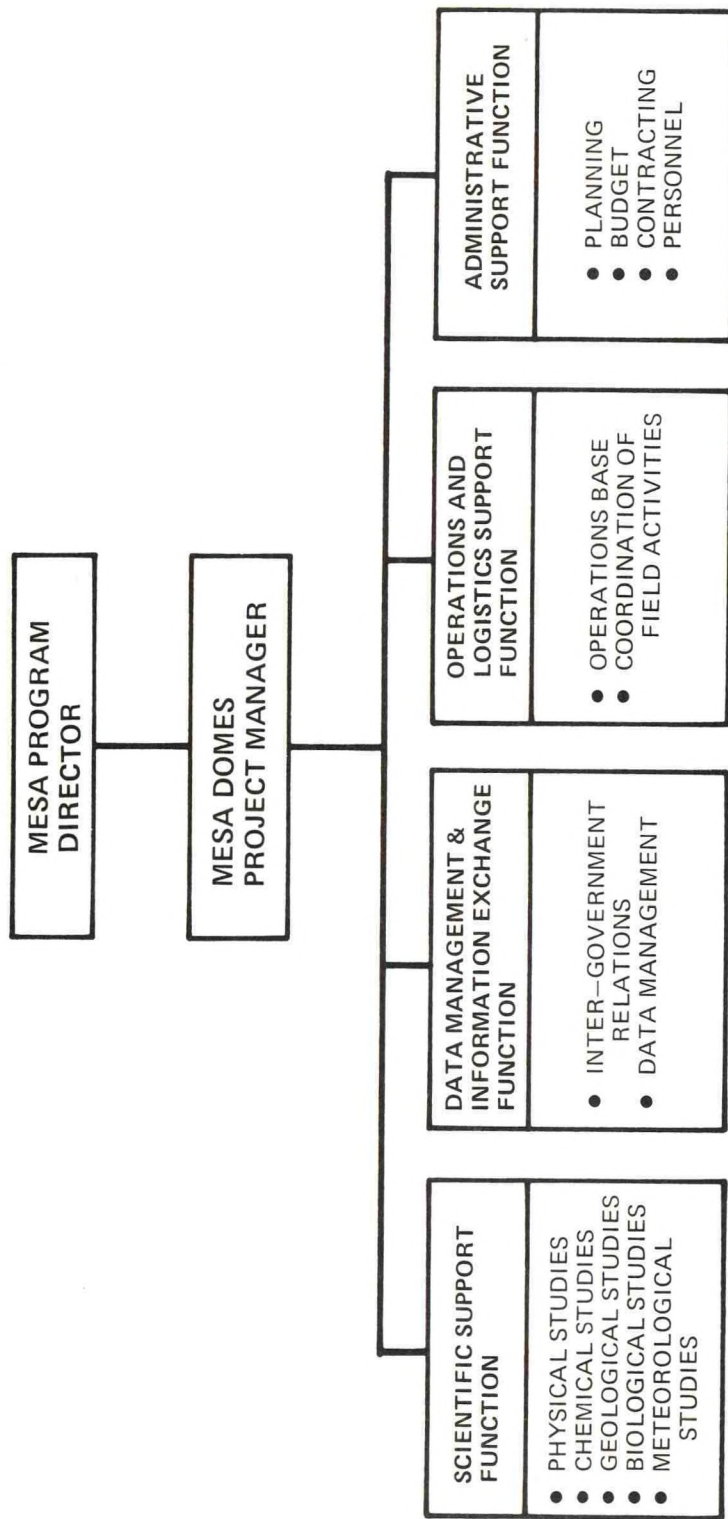 MESA PROGRAM
DIRECTOR
MESA DOMES
PROJECT MANAGER
SCIENTIFIC SUPPORT
FUNCTION
• PHYSICAL STUDIES
• CHEMICAL STUDIES
• GEOLOGICAL STUDIES
• BIOLOGICAL STUDIES
• METEOROLOGICAL
STUDIES
DATA MANAGEMENT &
INFORMATION EXCHANGE
FUNCTION
• INTER–GOVERNMENT
RELATIONS
• DATA MANAGEMENT
OPERATIONS AND
LOGISTICS SUPPORT
FUNCTION
• OPERATIONS BASE
• COORDINATION OF
FIELD ACTIVITIES
ADMINISTRATIVE
SUPPORT FUNCTION
• PLANNING
• BUDGET
• CONTRACTING
• PERSONNEL